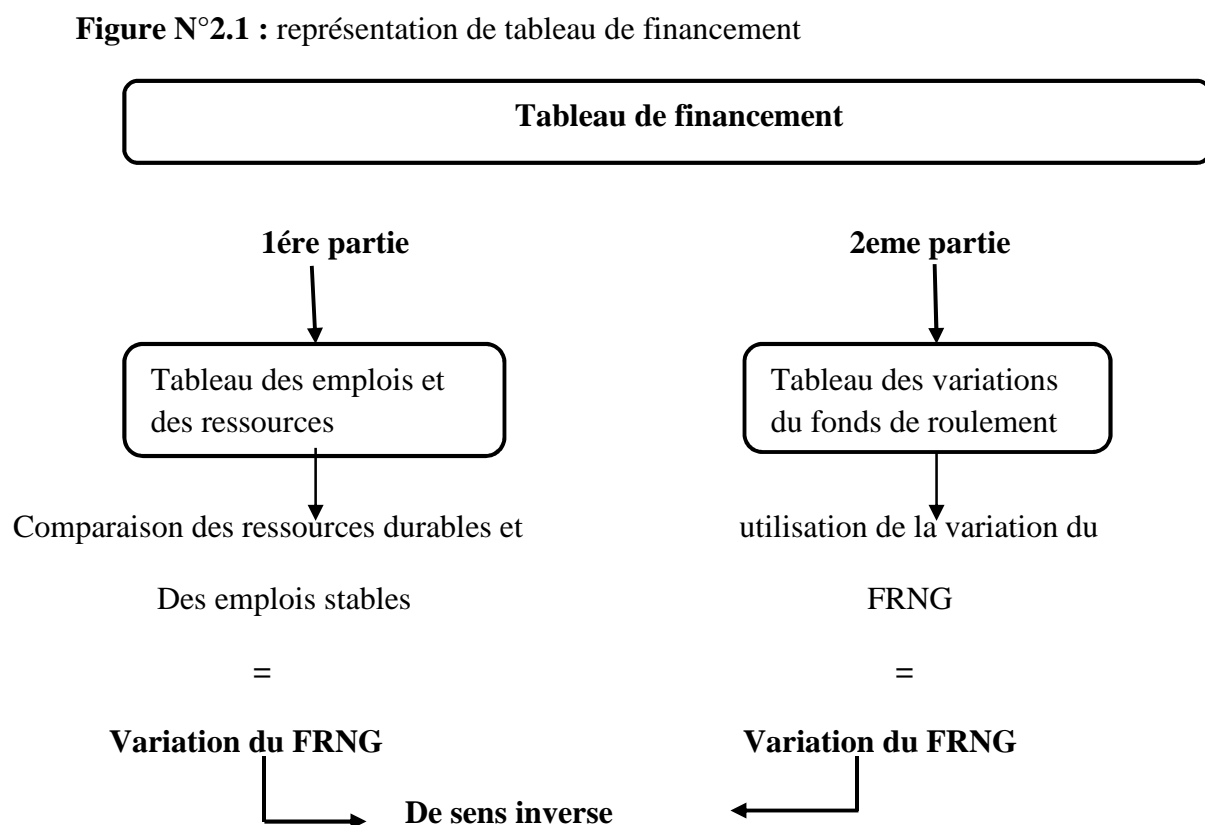 Figure N°2.1 : représentation de tableau de financement
Tableau de financement
1ére partie
2eme partie
Tableau des emplois et
des ressources
Tableau des variations
du fonds de roulement
Comparaison des ressources durables et
Des emplois stables
=
Variation du FRNG
utilisation de la variation du
FRNG
=
Variation du FRNG
De sens inverse